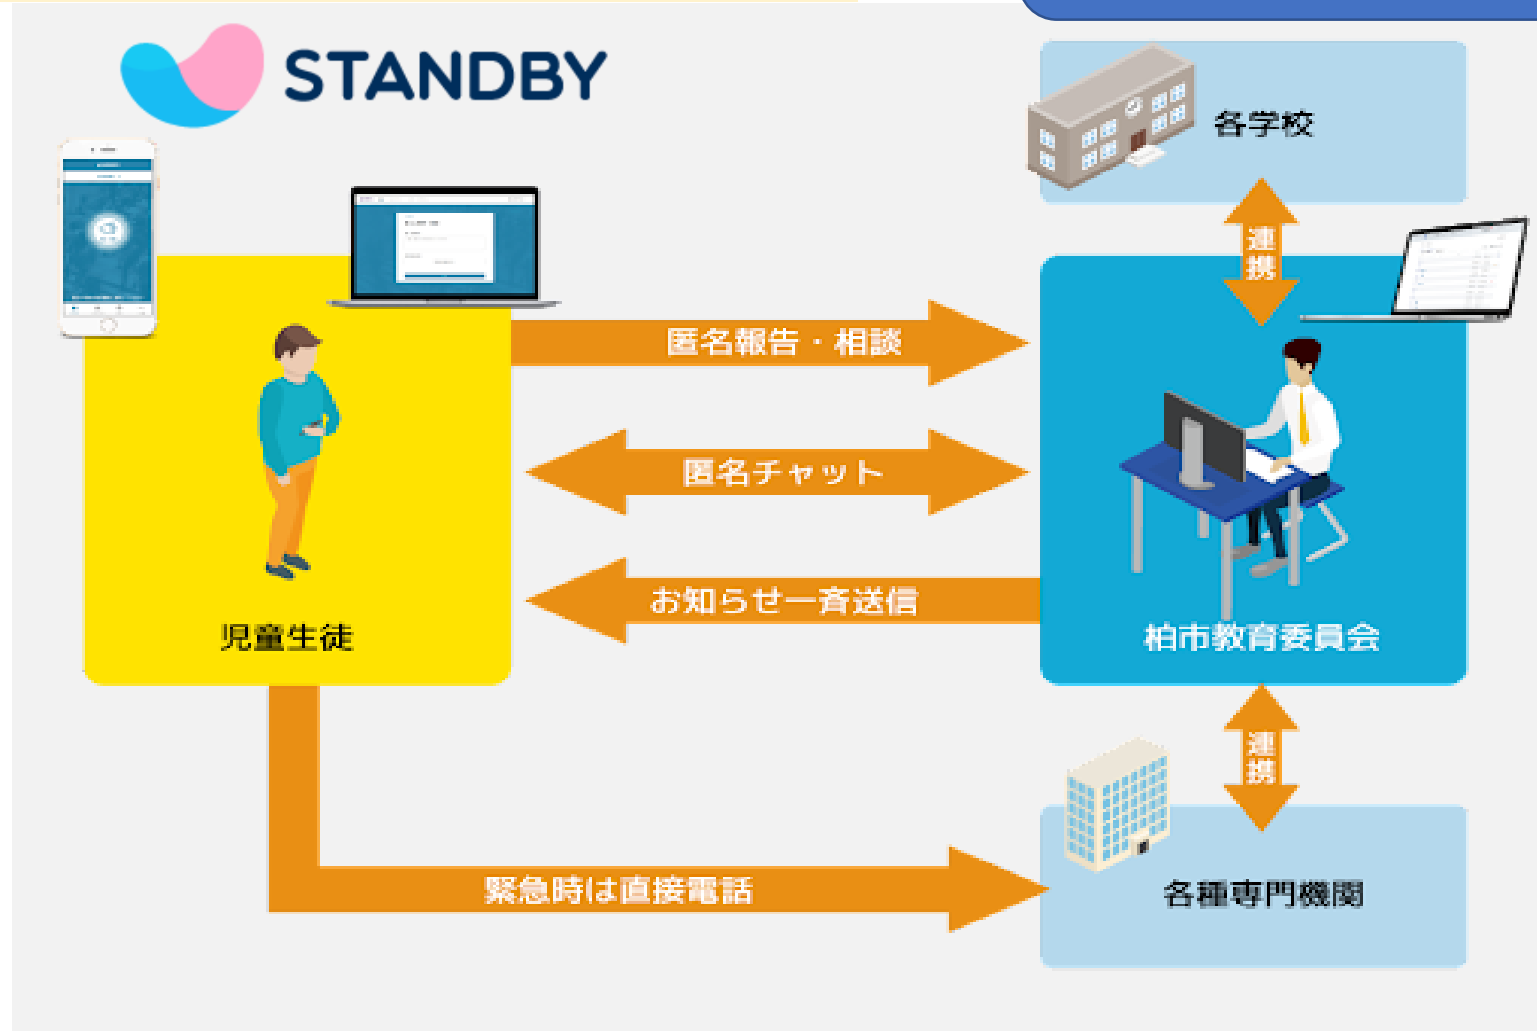 STANDBY
各学校
連携
匿名報告・相談
匿名チャット
お知らせ一斉送信
児童生徒
柏市教育委員会
連携
緊急時は直接電話
各種専門機関